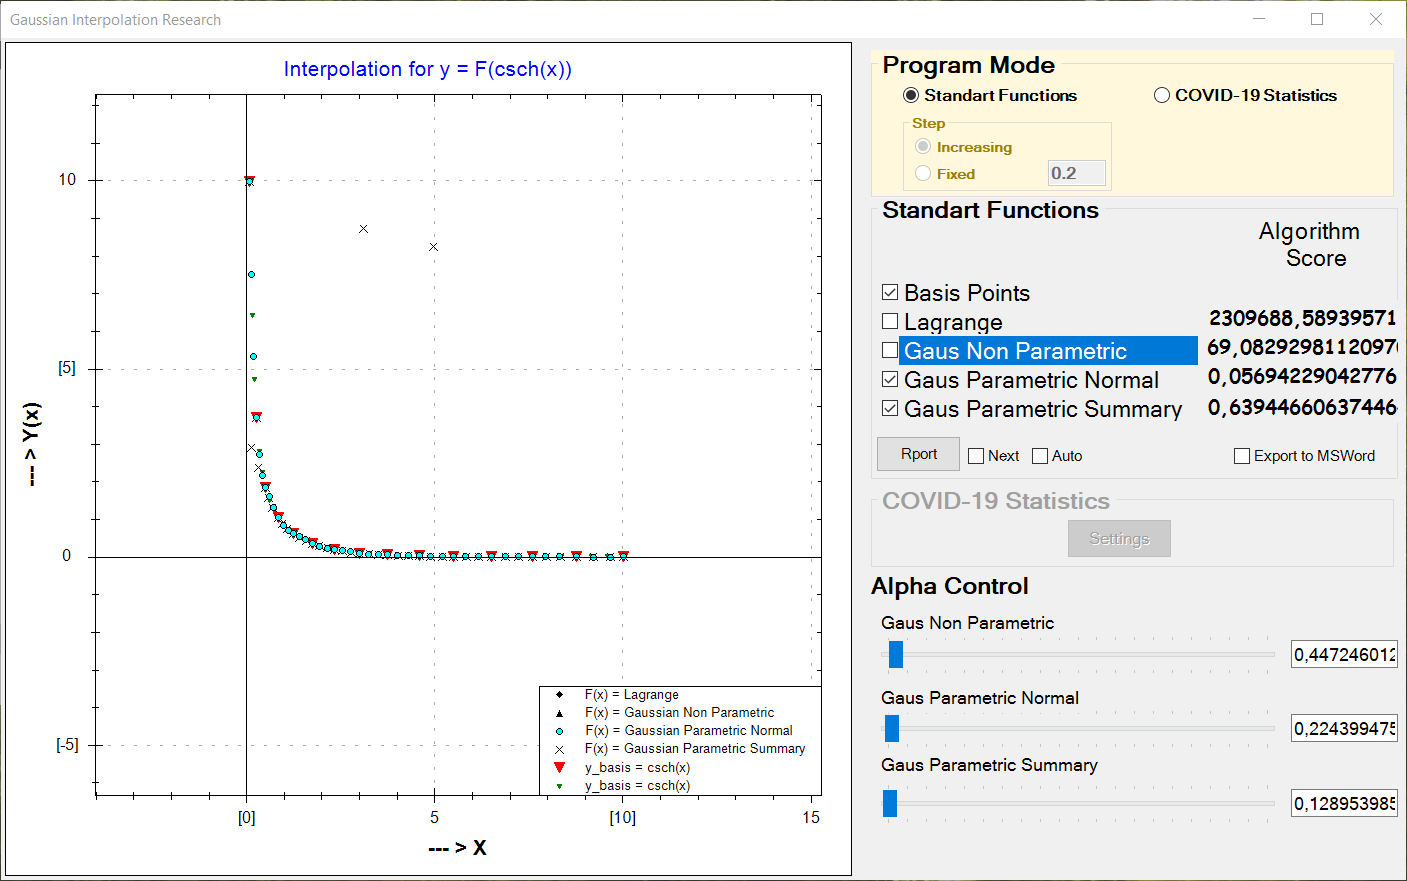 Gaussian Interpolation Research
Interpolation for y = F(csch(x))
10
[5]
0
[-5]
--- > Y(x)
[0]
5
[10]
15
--- > X
F(x) = Lagrange
F(x) = Gaussian Non Parametric
F(x) = Gaussian Parametric Normal
F(x) = Gaussian Parametric Summary
y_basis = csch(x)
y_basis = csch(x)
Program Mode
Standart Functions
COVID-19 Statistics
Step
Increasing
Fixed
0.2
Standart Functions
Algorithm
Score
Basis Points
Lagrange
2309688,58939571
Gaus Non Parametric
69,0829298112097
Gaus Parametric Normal
0,05694229042776
Gaus Parametric Summary
0,63944660637446
Rport
Next
Auto
Export to MSWord
COVID-19 Statistics
Settings
Alpha Control
Gaus Non Parametric
0,447246012
Gaus Parametric Normal
0,224399475
Gaus Parametric Summary
0,128953985